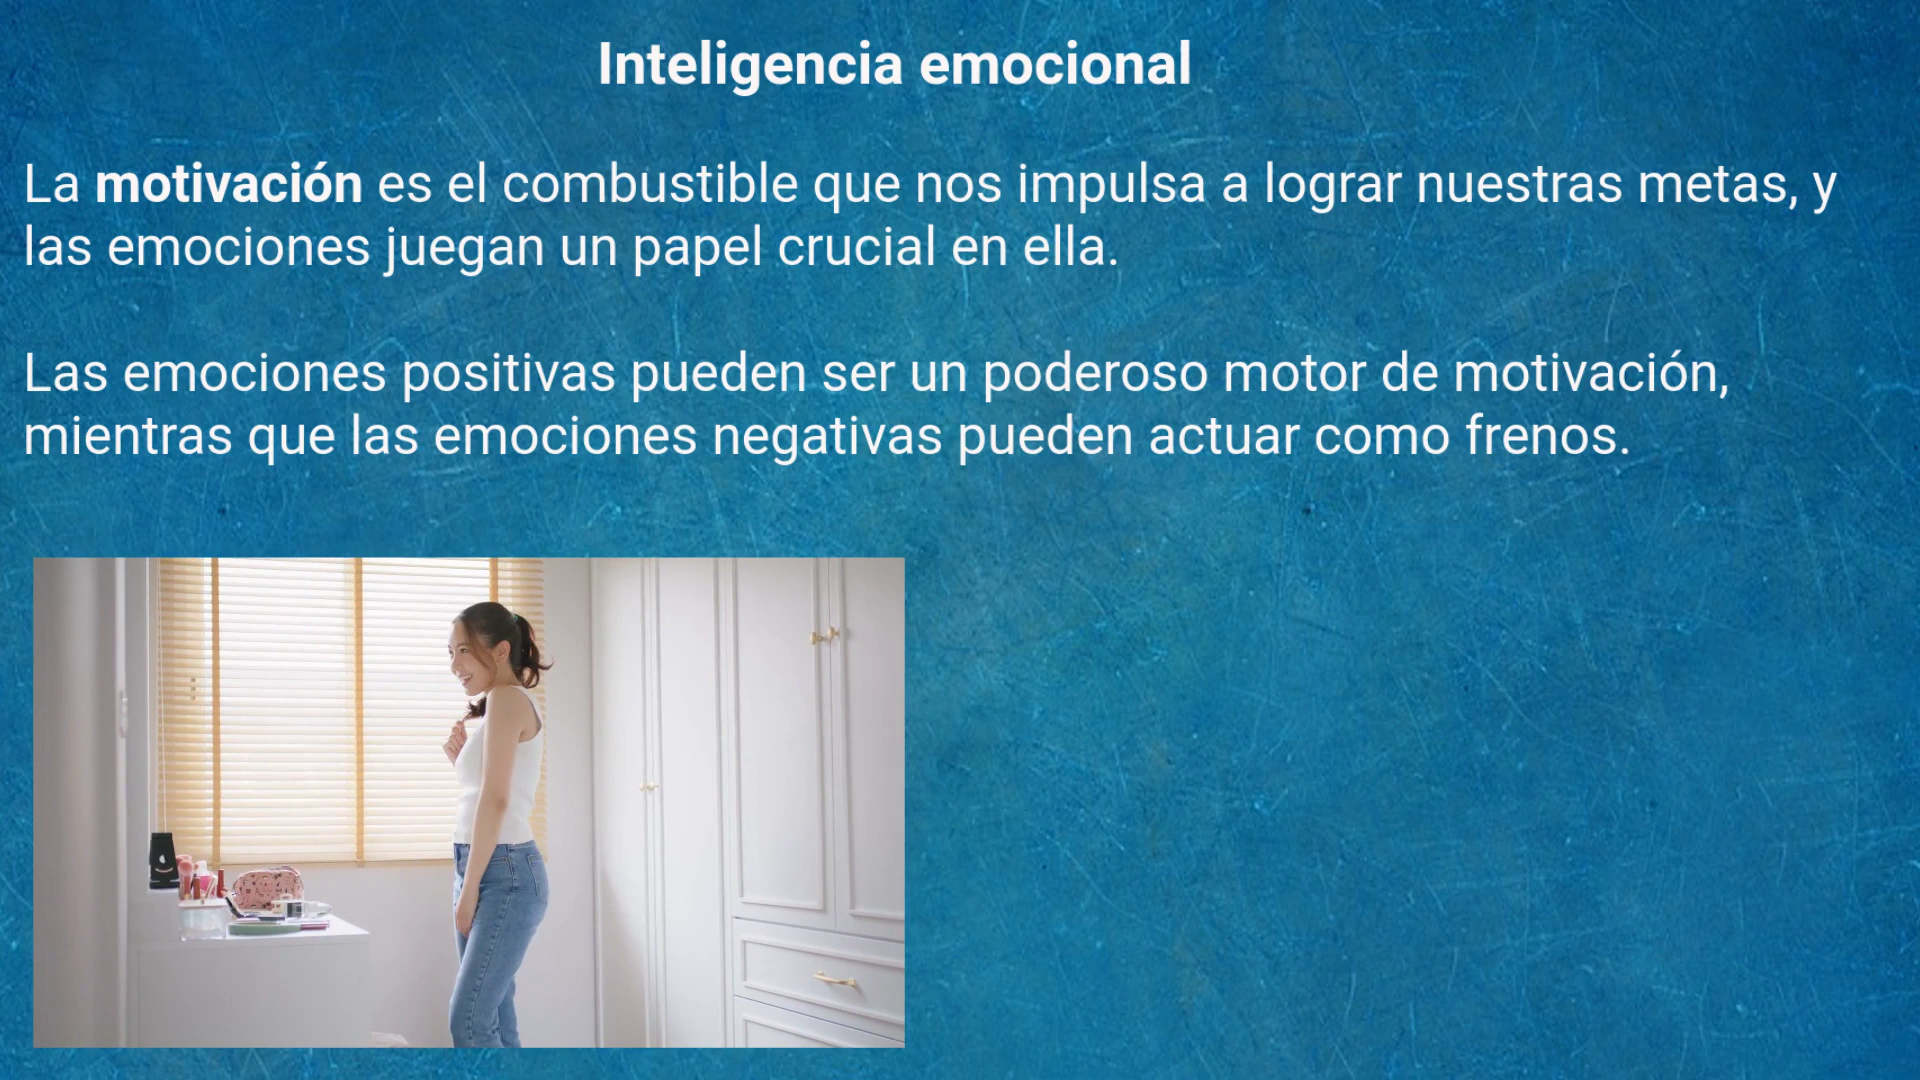 Inteligencia emocional
La motivación es el combustible que nos impulsa a lograr nuestras metas, y
las emociones juegan un papel crucial en ella.
Las emociones positivas pueden ser un poderoso motor de motivación,
mientras que las emociones negativas pueden actuar como frenos.